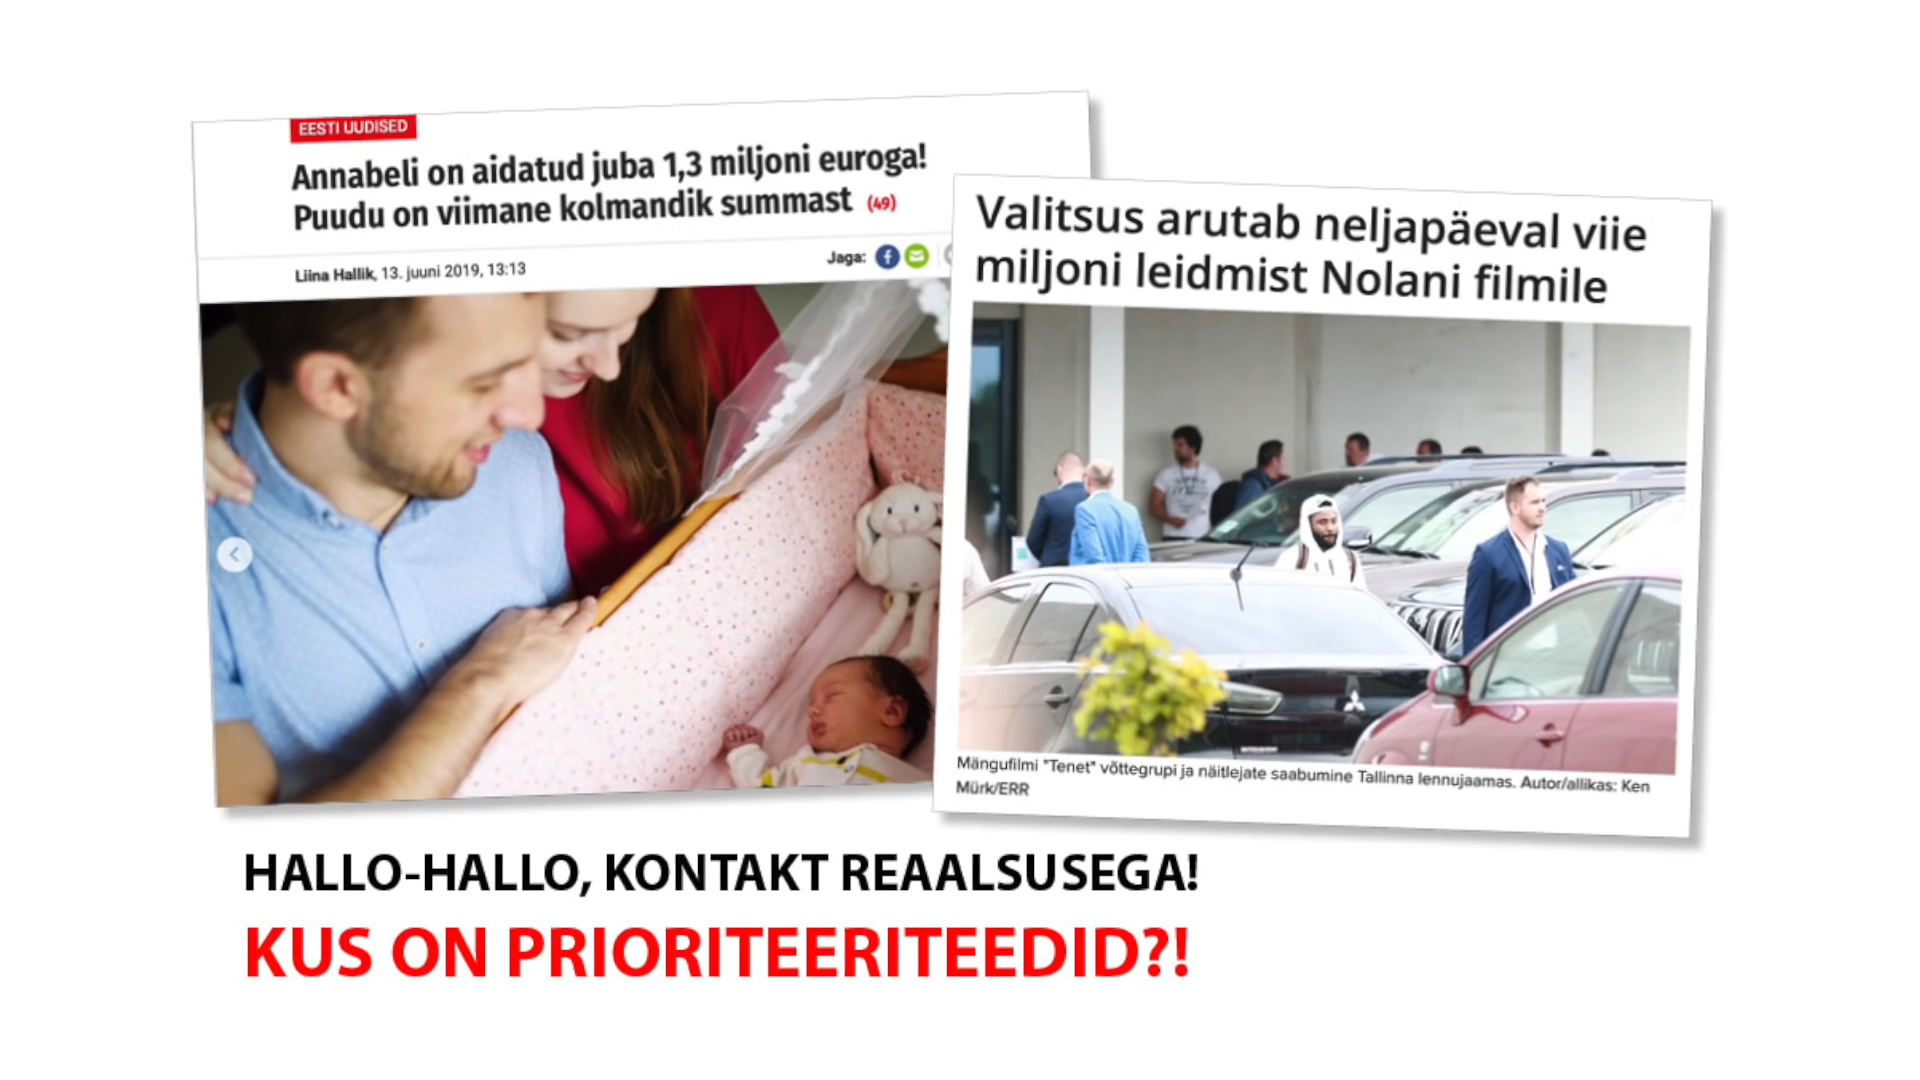 EESTI UUDISED
Annabeli on aidatud juba 1,3 miljoni euroga!
Puudu on viimane kolmandik summast (49)
Liina Hallik, 13. juuni 2019, 13:13
Jaga:
Valitsus arutab neljapäeval viie
miljoni leidmist Nolani filmile
Mängufilmi "Tenet" võttegrupi ja näitlejate saabumine Tallinna lennujaamas. Autor/allikas: Ken
Mürk/ERR
HALLO-HALLO, KONTAKT REAALSUSEGA!
KUS ON PRIORITEERITEEDID?!